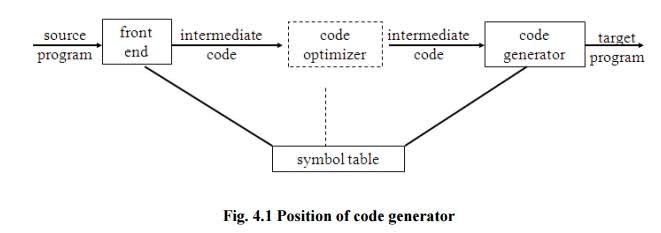 source
program
front
end
intermediate
code
code
optimizer
intermediate
code
code
generator
target
program
symbol table
Fig. 4.1 Position of code generator